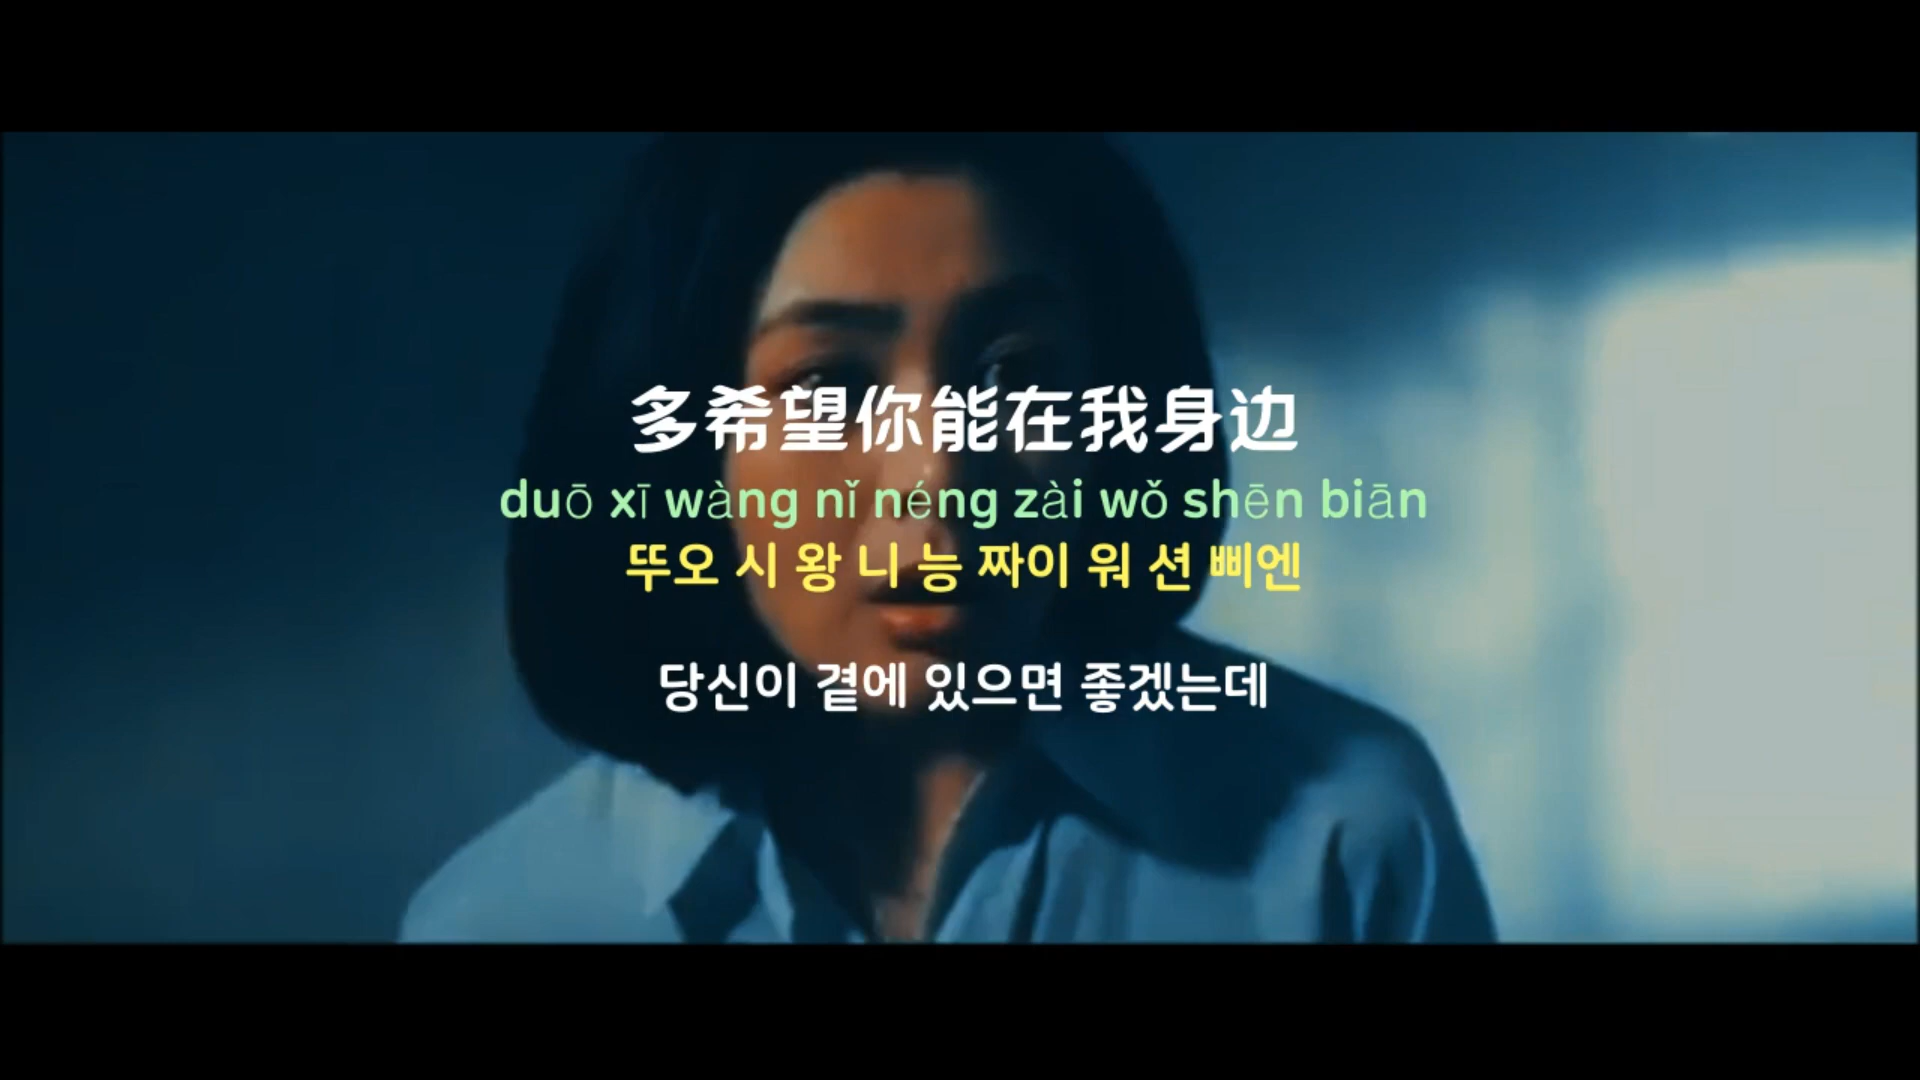 多希望你能在我身边
duō xī wàng nǐ néng zài wǒ shēn biān
뚜오 시 왕 니 능 짜이 워 션 삐엔
당신이 곁에 있으면 좋겠는데